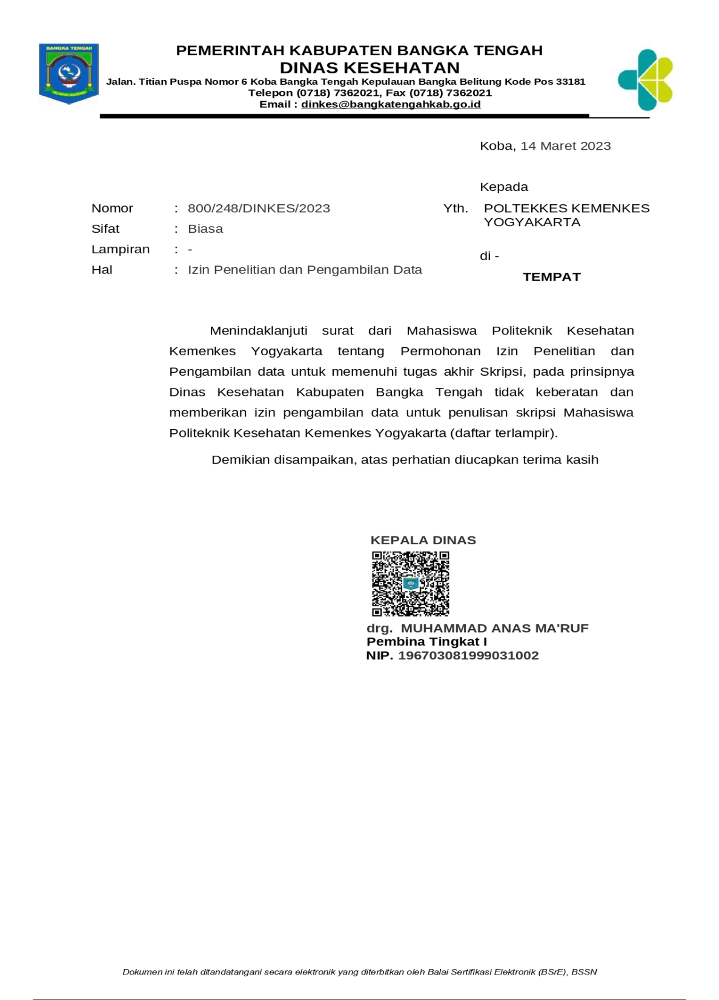 BANGKA TENGAH
PEMERINTAH KABUPATEN BANGKA TENGAH
DINAS KESEHATAN
Jalan. Titian Puspa Nomor 6 Koba Bangka Tengah Kepulauan Bangka Belitung Kode Pos 33181
Telepon (0718) 7362021, Fax (0718) 7362021
Email : dinkes@bangkatengahkab.go.id
Koba, 14 Maret 2023
Kepada
Nomor : 800/248/DINKES/2023
Sifat : Biasa
Lampiran : -
Hal : Izin Penelitian dan Pengambilan Data
Yth. POLTEKKES KEMENKES
YOGYAKARTA
di -
TEMPAT
Menindaklanjuti surat dari Mahasiswa Politeknik Kesehatan
Kemenkes Yogyakarta tentang Permohonan Izin Penelitian dan
Pengambilan data untuk memenuhi tugas akhir Skripsi, pada prinsipnya
Dinas Kesehatan Kabupaten Bangka Tengah tidak keberatan dan
memberikan izin pengambilan data untuk penulisan skripsi Mahasiswa
Politeknik Kesehatan Kemenkes Yogyakarta (daftar terlampir).
Demikian disampaikan, atas perhatian diucapkan terima kasih
KEPALA DINAS
drg. MUHAMMAD ANAS MA'RUF
Pembina Tingkat I
NIP. 196703081999031002
Dokumen ini telah ditandatangani secara elektronik yang diterbitkan oleh Balai Sertifikasi Elektronik (BSrE), BSSN